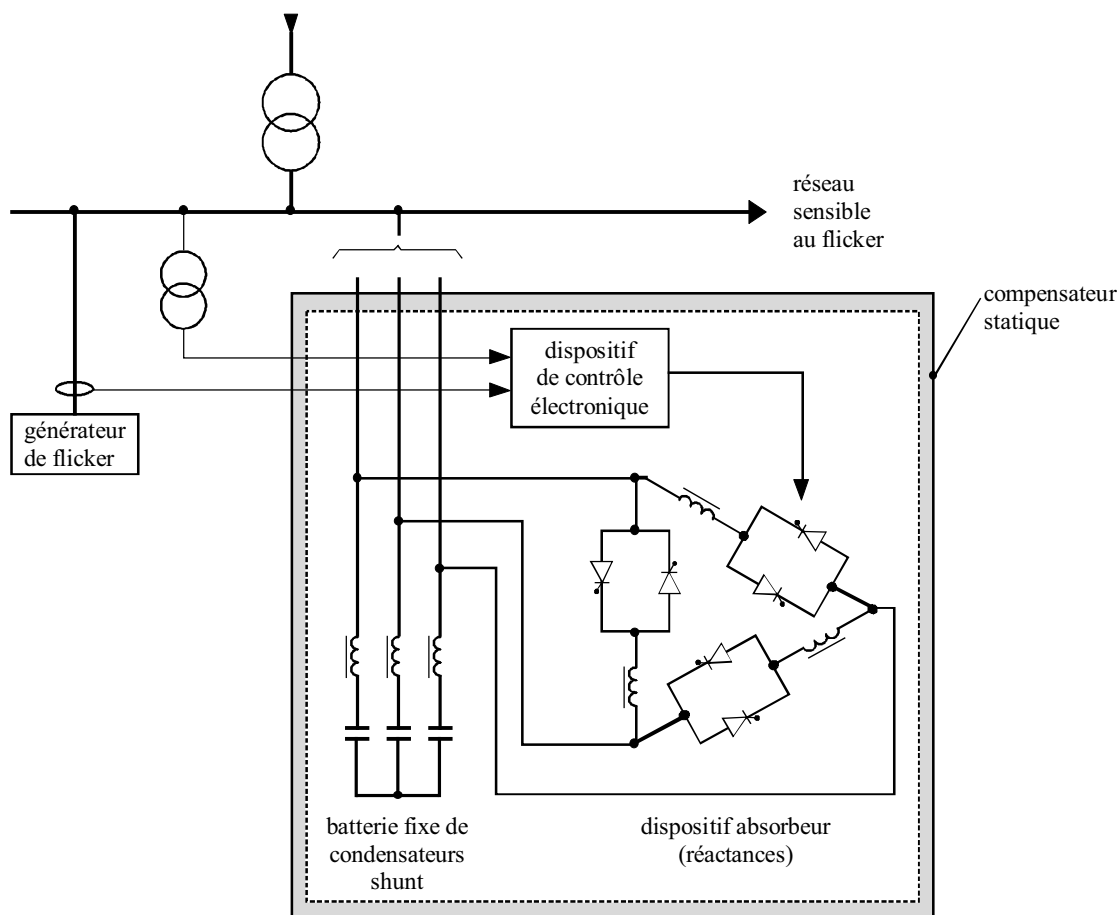 réseau
sensible
au flicker
compensateur
statique
dispositif
de contrôle
électronique
générateur
de flicker
batterie fixe de
condensateurs
shunt
dispositif absorbeur
(réactances)